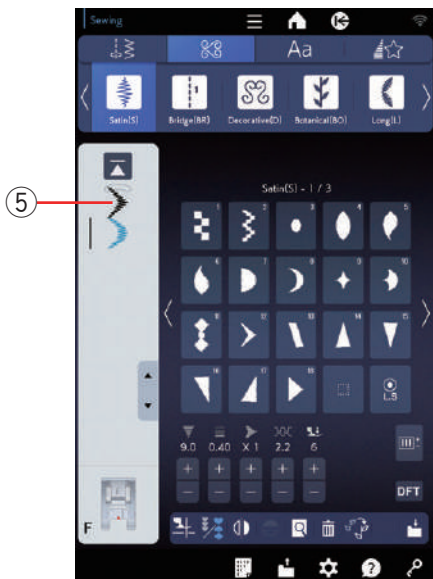 Sewing
Aa
Satin(S) Bridge(BR) Decorative(D) Botanical(BO) Long(L)
5
Satin(S) - 1 / 3
1 2 3 4 5
6 7 8 9 10
11 12 13 14 15
16 17 18
L.S
9.0 0.40 X 1 2.2 6
+ + + + +
− − − − −
DFT
F
?